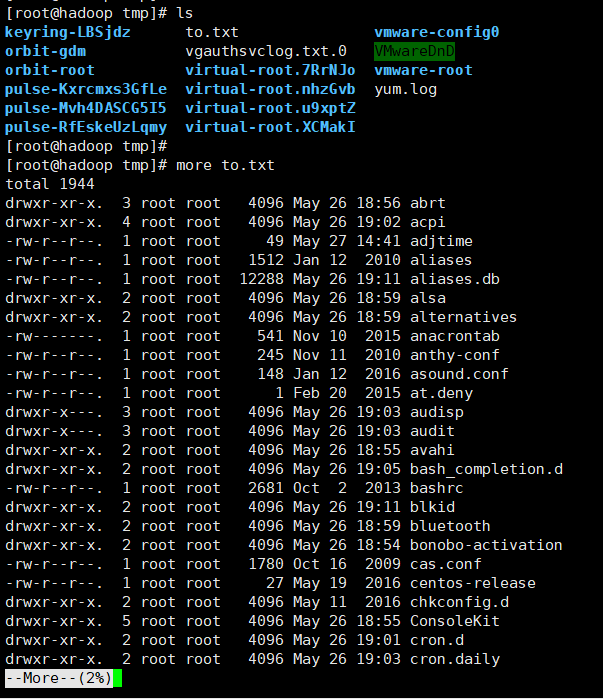 [root@hadoop tmp]# ls
keyring-LBSjdz      to.txt               vmware-config0
orbit-gdm           vgauthsvclog.txt.0   VMwareDnD
orbit-root          virtual-root.7RrNJo  vmware-root
pulse-Kxrcmxs3GfLe  virtual-root.nhzGvb  yum.log
pulse-Mvh4DASCG5I5  virtual-root.u9xptZ
pulse-RfEskeUzLqmy  virtual-root.XCMakI
[root@hadoop tmp]#
[root@hadoop tmp]# more to.txt
total 1944
drwxr-xr-x.  3 root root   4096 May 26 18:56 abrt
drwxr-xr-x.  4 root root   4096 May 26 19:02 acpi
-rw-r--r--.  1 root root     49 May 27 14:41 adjtime
-rw-r--r--.  1 root root   1512 Jan 12  2010 aliases
-rw-r--r--.  1 root root  12288 May 26 19:11 aliases.db
drwxr-xr-x.  2 root root   4096 May 26 18:59 alsa
drwxr-xr-x.  2 root root   4096 May 26 18:59 alternatives
-rw-------.  1 root root    541 Nov 10  2015 anacrontab
-rw-r--r--.  1 root root    245 Nov 11  2010 anthy-conf
-rw-r--r--.  1 root root    148 Jan 12  2016 asound.conf
-rw-r--r--.  1 root root      1 Feb 20  2015 at.deny
drwxr-x---.  3 root root   4096 May 26 19:03 audisp
drwxr-x---.  3 root root   4096 May 26 19:03 audit
drwxr-xr-x.  2 root root   4096 May 26 18:55 avahi
drwxr-xr-x.  2 root root   4096 May 26 19:05 bash_completion.d
-rw-r--r--.  1 root root   2681 Oct  2  2013 bashrc
drwxr-xr-x.  2 root root   4096 May 26 19:11 blkid
drwxr-xr-x.  2 root root   4096 May 26 18:59 bluetooth
drwxr-xr-x.  2 root root   4096 May 26 18:54 bonobo-activation
-rw-r--r--.  1 root root   1780 Oct 16  2009 cas.conf
-rw-r--r--.  1 root root     27 May 19  2016 centos-release
drwxr-xr-x.  2 root root   4096 May 11  2016 chkconfig.d
drwxr-xr-x.  5 root root   4096 May 26 18:55 ConsoleKit
drwxr-xr-x.  2 root root   4096 May 26 19:01 cron.d
drwxr-xr-x.  2 root root   4096 May 26 19:03 cron.daily
--More--(2%)